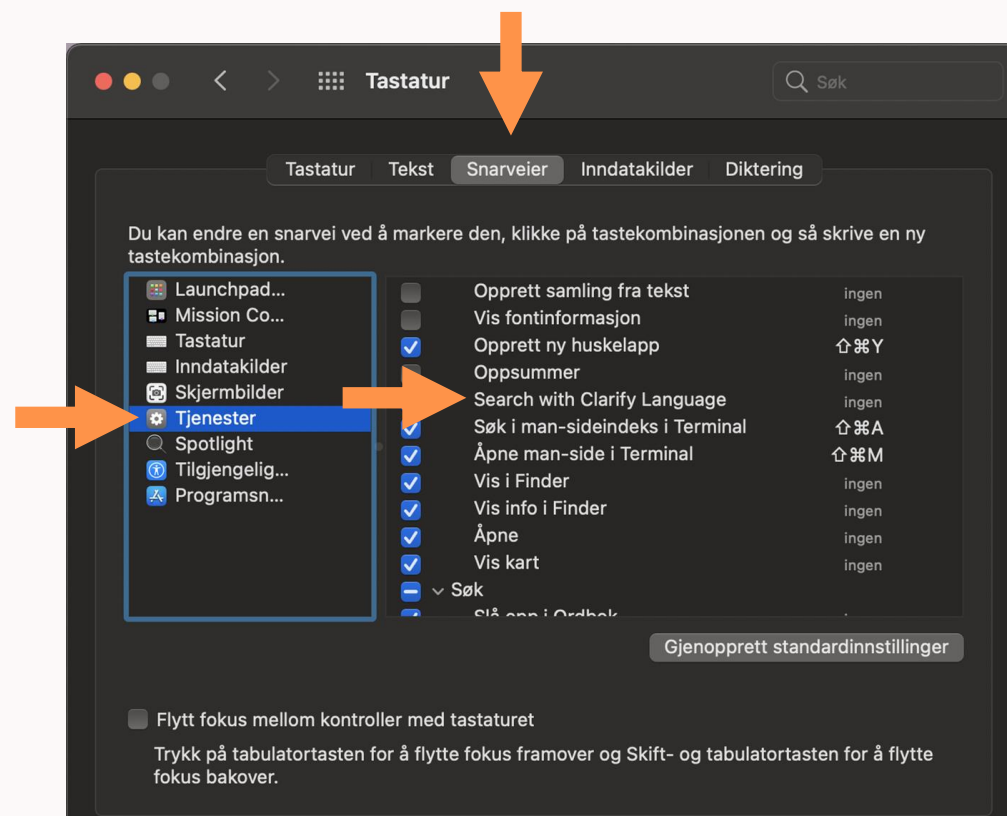 Tastatur
Søk
Tastatur Tekst Snarveier Inndatakilder Diktering
Du kan endre en snarvei ved å markere den, klikke på tastekombinasjonen og så skrive en ny
tastekombinasjon.
Launchpad...
Mission Co...
Tastatur
Inndatakilder
Skjermbilder
Tjenester
Spotlight
Tilgjengelig...
Programsn...
Opprett samling fra tekst ingen
Vis fontinformasjon ingen
Opprett ny huskelapp ⇧⌘Y
Oppsummer ingen
Search with Clarify Language ingen
Søk i man-sideindeks i Terminal ⇧⌘A
Åpne man-side i Terminal ⇧⌘M
Vis i Finder ingen
Vis info i Finder ingen
Åpne ingen
Vis kart ingen
Søk
Slå opp i Ordbok
Gjenopprett standardinnstillinger
Flytt fokus mellom kontroller med tastaturet
Trykk på tabulatortasten for å flytte fokus framover og Skift- og tabulatortasten for å flytte
fokus bakover.